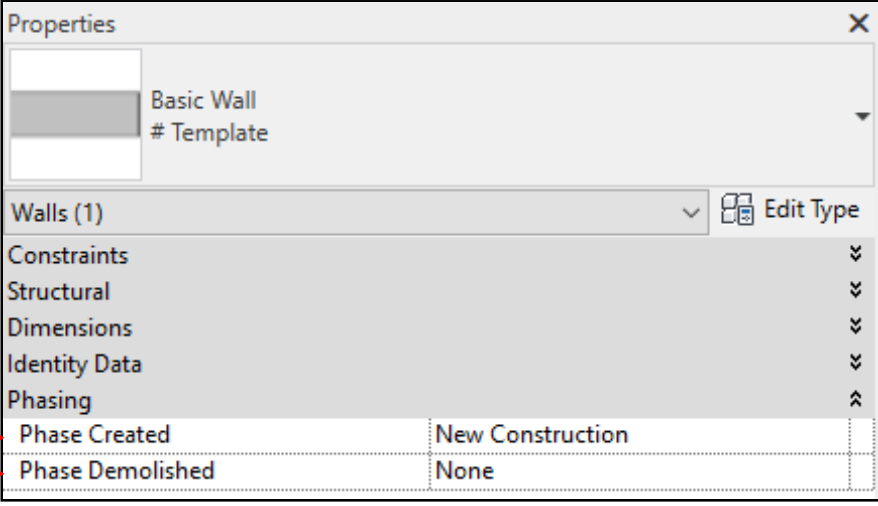 Properties
Basic Wall
# Template
Walls (1)
Edit Type
Constraints
Structural
Dimensions
Identity Data
Phasing
Phase Created New Construction
Phase Demolished None